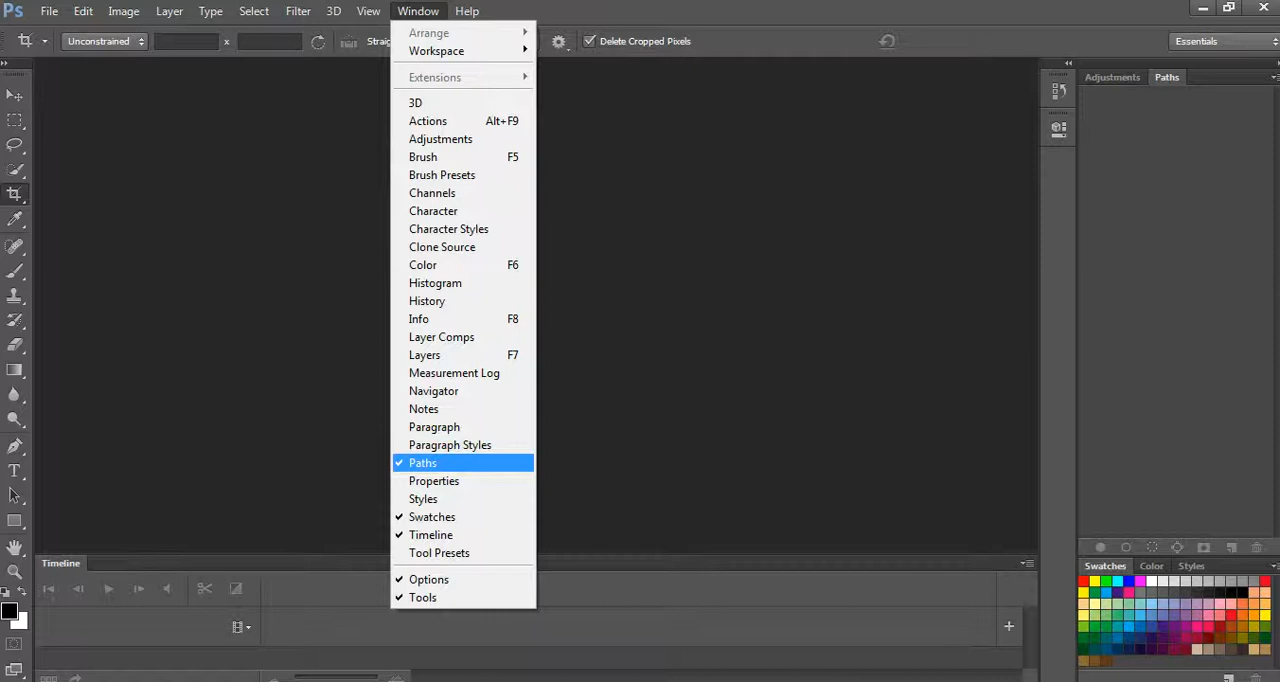 Ps File Edit Image Layer Type Select Filter 3D View Window Help
Unconstrained x Straig Delete Cropped Pixels Essentials
Arrange
Workspace
Extensions
3D
Actions Alt+F9
Adjustments
Brush F5
Brush Presets
Channels
Character
Character Styles
Clone Source
Color F6
Histogram
History
Info F8
Layer Comps
Layers F7
Measurement Log
Navigator
Notes
Paragraph
Paragraph Styles
Paths
Properties
Styles
Swatches
Timeline
Tool Presets
Options
Tools
Adjustments Paths
Timeline
Swatches Color Styles